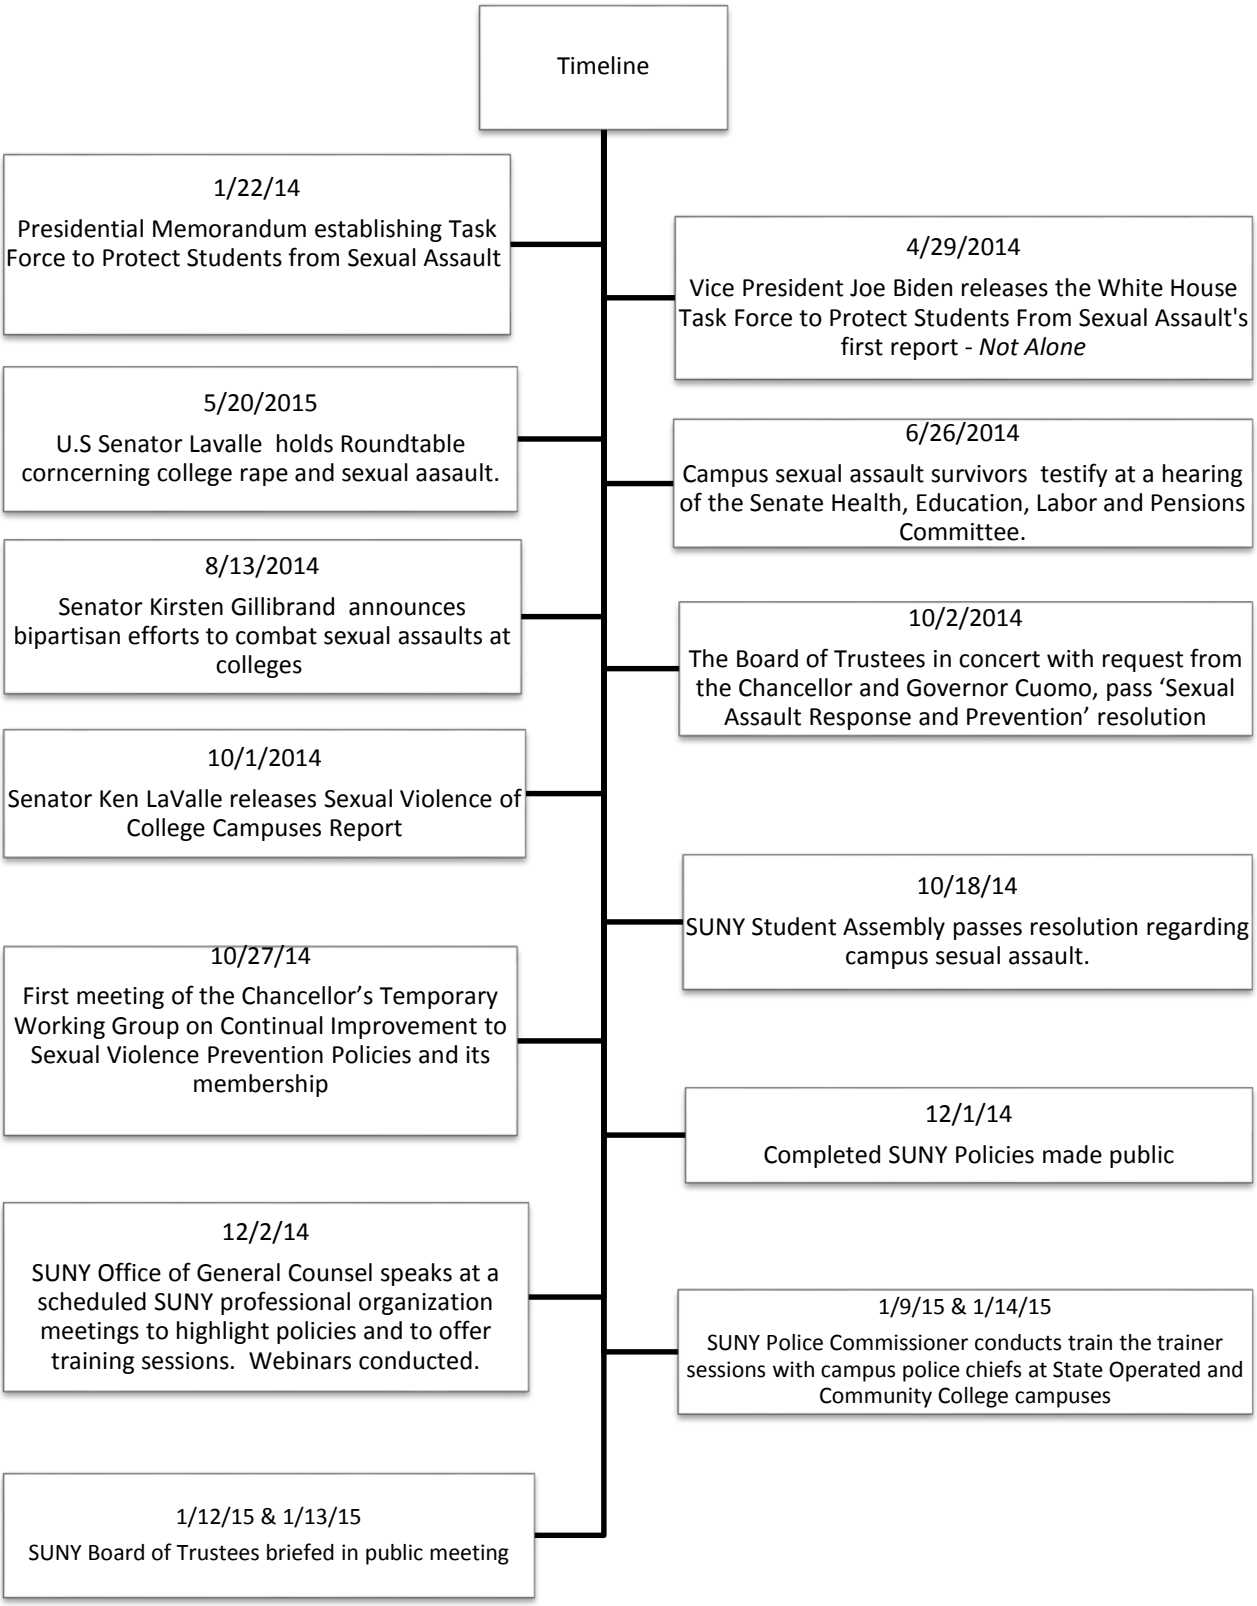 Timeline
1/22/14
Presidential Memorandum establishing Task
Force to Protect Students from Sexual Assault
4/29/2014
Vice President Joe Biden releases the White House
Task Force to Protect Students From Sexual Assault's
first report - Not Alone
5/20/2015
U.S Senator Lavalle  holds Roundtable
corncerning college rape and sexual aasault.
6/26/2014
Campus sexual assault survivors  testify at a hearing
of the Senate Health, Education, Labor and Pensions
Committee.
8/13/2014
Senator Kirsten Gillibrand  announces
bipartisan efforts to combat sexual assaults at
colleges
10/2/2014
The Board of Trustees in concert with request from
the Chancellor and Governor Cuomo, pass ‘Sexual
Assault Response and Prevention’ resolution
10/1/2014
Senator Ken LaValle releases Sexual Violence of
College Campuses Report
10/18/14
SUNY Student Assembly passes resolution regarding
campus sesual assault.
10/27/14
First meeting of the Chancellor’s Temporary
Working Group on Continual Improvement to
Sexual Violence Prevention Policies and its
membership
12/1/14
Completed SUNY Policies made public
12/2/14
SUNY Office of General Counsel speaks at a
scheduled SUNY professional organization
meetings to highlight policies and to offer
training sessions.  Webinars conducted.
1/9/15 & 1/14/15
SUNY Police Commissioner conducts train the trainer
sessions with campus police chiefs at State Operated and
Community College campuses
1/12/15 & 1/13/15
SUNY Board of Trustees briefed in public meeting